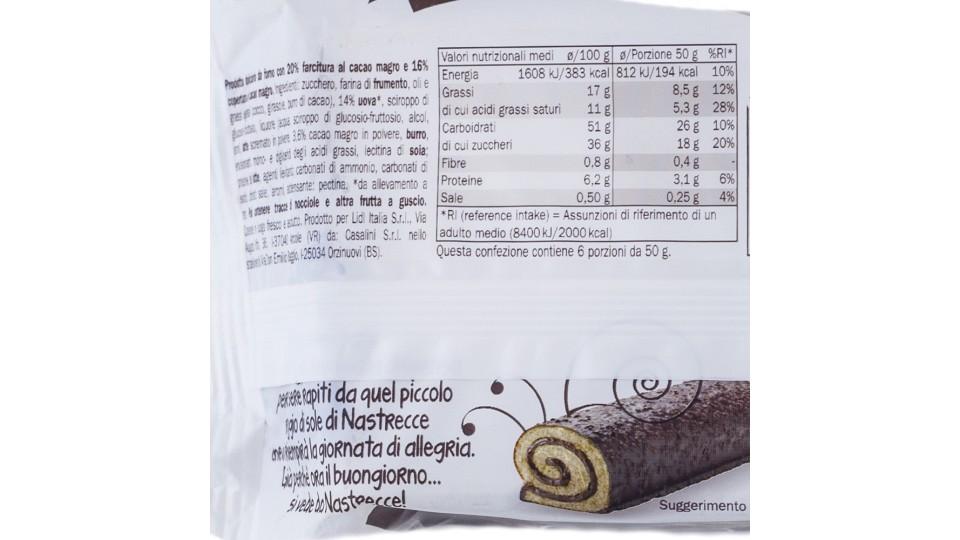 con 20% farcitura al cacao magro e 16%
zucchero, farina di frumento, oli e
cacao), 14% uova*, sciroppo di
sciroppo di glucosio-fruttosio, alcol,
3,6% cacao magro in polvere, burro,
degli acidi grassi, lecitina di soia;
carbonati di ammonio, carbonati di
pectina, *da allevamento a
tracce di nocciole e altra frutta a guscio.
fresco e asciutto. Prodotto per Lidl Italia S.r.l., Via
(VR) da: Casalini S.r.l. nello
I-25034 Orzinuovi (BS).
Valori nutrizionali medi ø/100 g ø/Porzione 50 g %RI*
Energia 1608 kJ/383 kcal 812 kJ/194 kcal 10%
Grassi 17 g 8,5 g 12%
di cui acidi grassi saturi 11 g 5,3 g 28%
Carboidrati 51 g 26 g 10%
di cui zuccheri 36 g 18 g 20%
Fibre 0,8 g 0,4 g -
Proteine 6,2 g 3,1 g 6%
Sale 0,50 g 0,25 g 4%
*RI (reference intake) = Assunzioni di riferimento di un
adulto medio (8400 kJ/2000 kcal)
Questa confezione contiene 6 porzioni da 50 g.
rapiti da quel piccolo
di sole di Nastrecce
la giornata di allegria.
ora il buongiorno...
si vede da Nastrecce!
Suggerimento